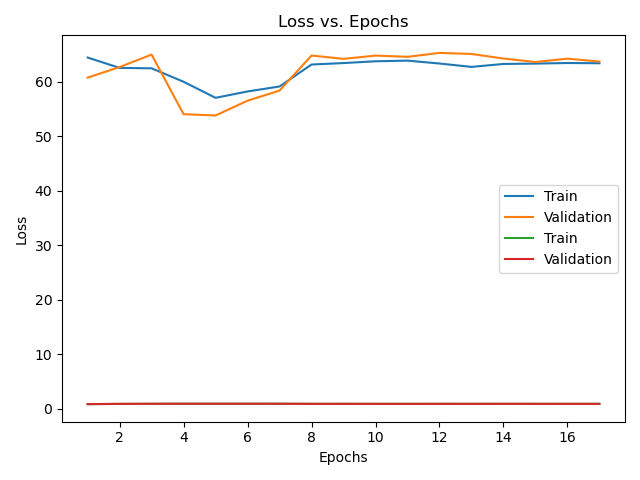 Loss vs. Epochs
60
50
40
30
20
10
0
Loss
Train
Validation
Train
Validation
2 4 6 8 10 12 14 16
Epochs